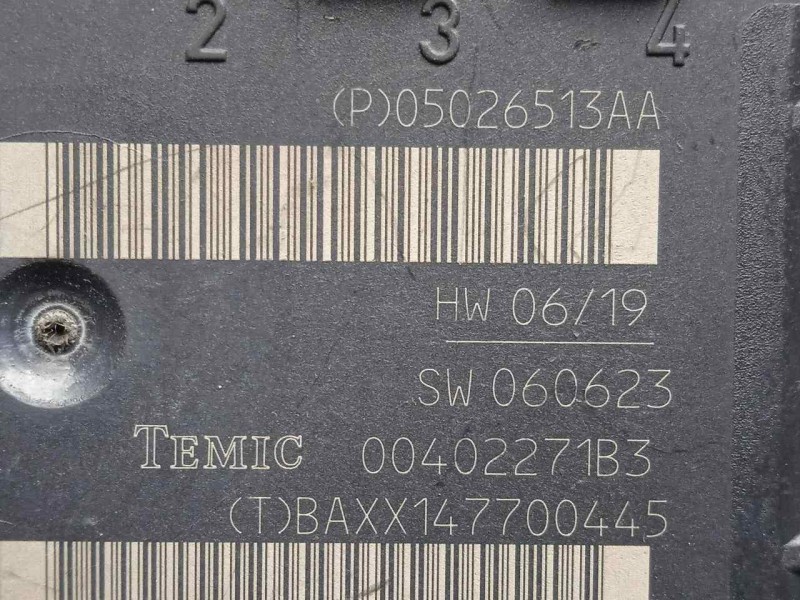 2 3 4
(P)05026513AA
HW 06/19
SW 060623
TEMIC 00402271B3
(T)BAXX147700445